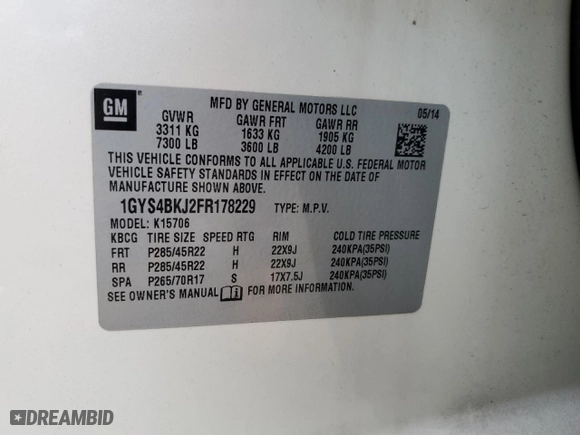 GM
MFD BY GENERAL MOTORS LLC 05/14
GVWR GAWR FRT GAWR RR
3311 KG 1633 KG 1905 KG
7300 LB 3600 LB 4200 LB
THIS VEHICLE CONFORMS TO ALL APPLICABLE U.S. FEDERAL MOTOR
VEHICLE SAFETY STANDARDS IN EFFECT ON THE DATE OF
MANUFACTURE SHOWN ABOVE.
1GYS4BKJ2FR178229 TYPE: M.P.V.
MODEL: K15706
KBCG TIRE SIZE SPEED RTG RIM COLD TIRE PRESSURE
FRT P285/45R22 H 22X9J 240KPA(35PSI)
RR P285/45R22 H 22X9J 240KPA(35PSI)
SPA P265/70R17 S 17X7.5J 240KPA(35PSI)
SEE OWNER'S MANUAL FOR MORE INFORMATION.
DREAMBID